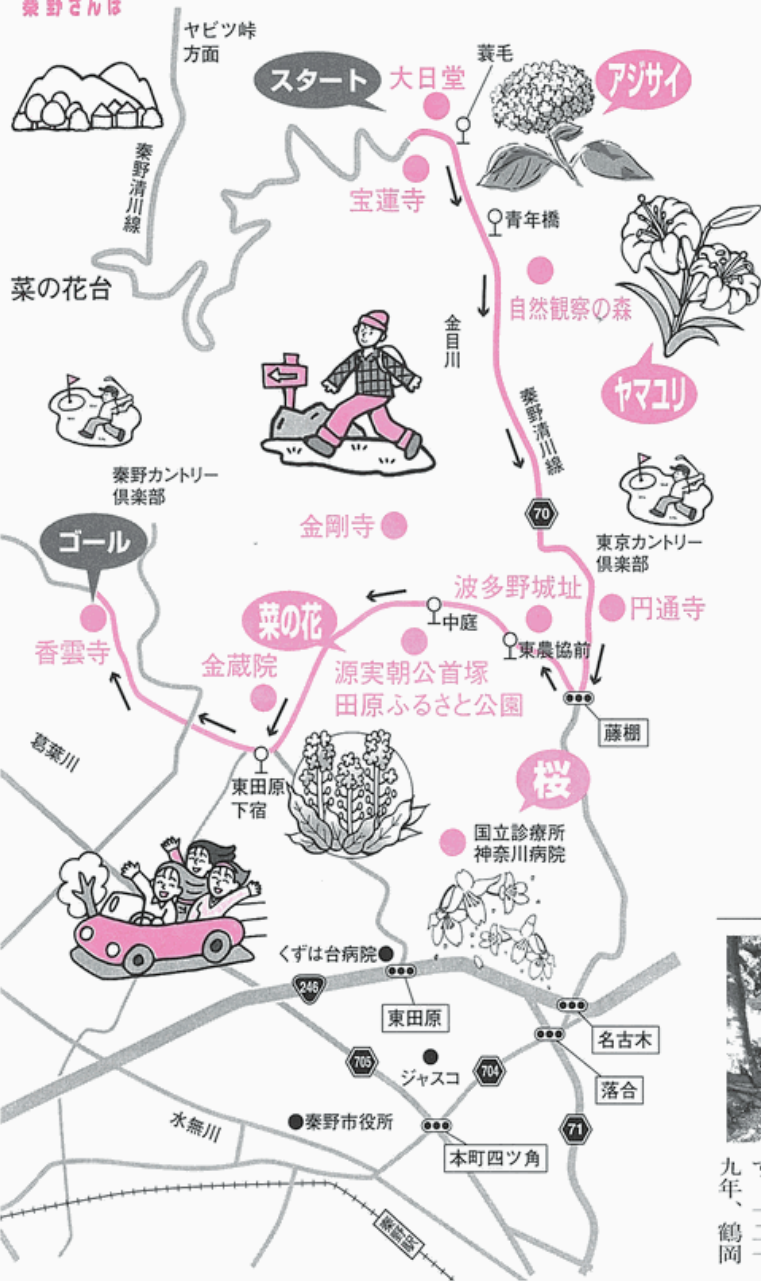 秦野さんは
ヤビツ峠
方面
秦野清川線
スタート
大日堂
蓑毛
アジサイ
宝蓮寺
青年橋
菜の花台
自然観察の森
金目川
ヤマユリ
秦野清川線
秦野カントリー
倶楽部
70
東京カントリー
倶楽部
金剛寺
ゴール
波多野城址
円通寺
菜の花
中庭
東農協前
香雲寺
金蔵院
源実朝公首塚
田原ふるさと公園
藤棚
葛葉川
東田原
下宿
桜
国立診療所
神奈川病院
くずは台病院
246
東田原
名古木
705
ジャスコ
704
落合
水無川
秦野市役所
71
本町四ツ角
秦野駅
九年、鶴岡